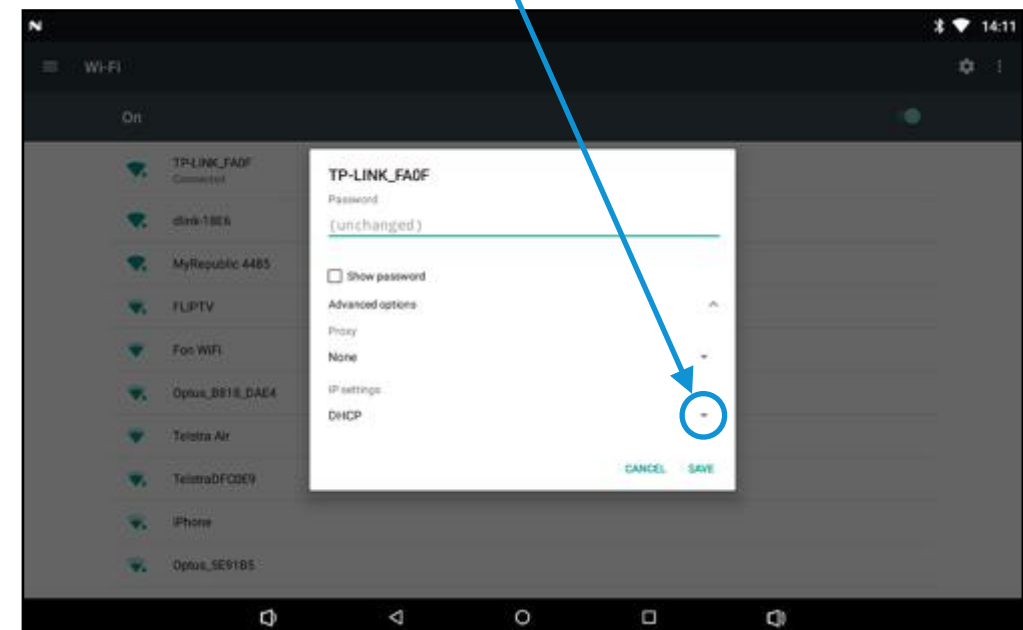 N 14:11
Wi-Fi
On
TP-LINK_FA0F
Connected
dlink-18E6
MyRepublic 4485
FLIPTV
Fon WiFi
Optus_B818_DAE4
Telstra Air
TelstraDFC0E9
iPhone
Optus_5E91B5
TP-LINK_FA0F
Password
(unchanged)
Show password
Advanced options
Proxy
None
IP settings
DHCP
CANCEL SAVE